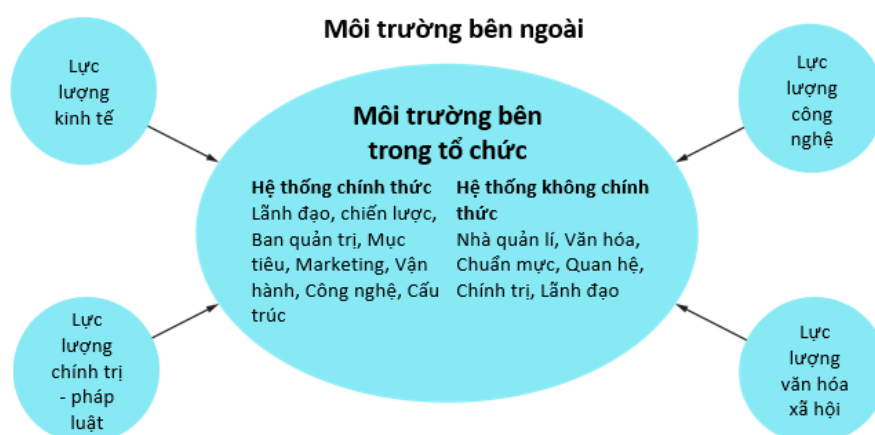 Môi trường bên ngoài
Lực
lượng
kinh tế
Lực
lượng
công
nghệ
Môi trường bên
trong tổ chức
Hệ thống chính thức
Lãnh đạo, chiến lược,
Ban quản trị, Mục
tiêu, Marketing, Vận
hành, Công nghệ, Cấu
trúc
Hệ thống không chính
thức
Nhà quản lí, Văn hóa,
Chuẩn mực, Quan hệ,
Chính trị, Lãnh đạo
Lực
lượng
chính trị
- pháp
luật
Lực
lượng
văn hóa
xã hội